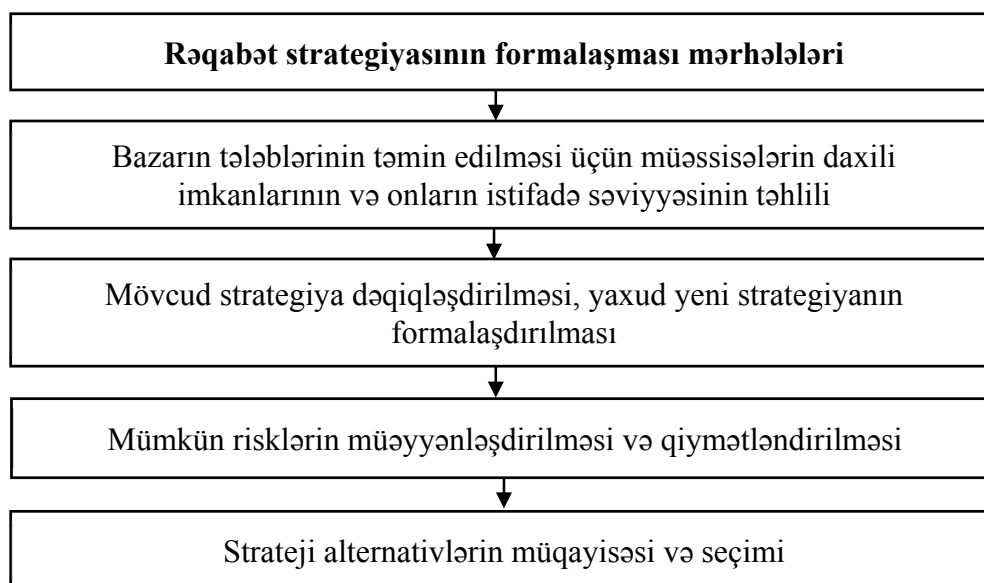 Rəqabət strategiyasının formalaşması mərhələləri
Bazarın tələblərinin təmin edilməsi üçün müəssisələrin daxili
imkanlarının və onların istifadə səviyyəsinin təhlili
Mövcud strategiya dəqiqləşdirilməsi, yaxud yeni strategiyanın
formalaşdırılması
Mümkün risklərin müəyyənləşdirilməsi və qiymətləndirilməsi
Strateji alternativlərin müqayisəsi və seçimi